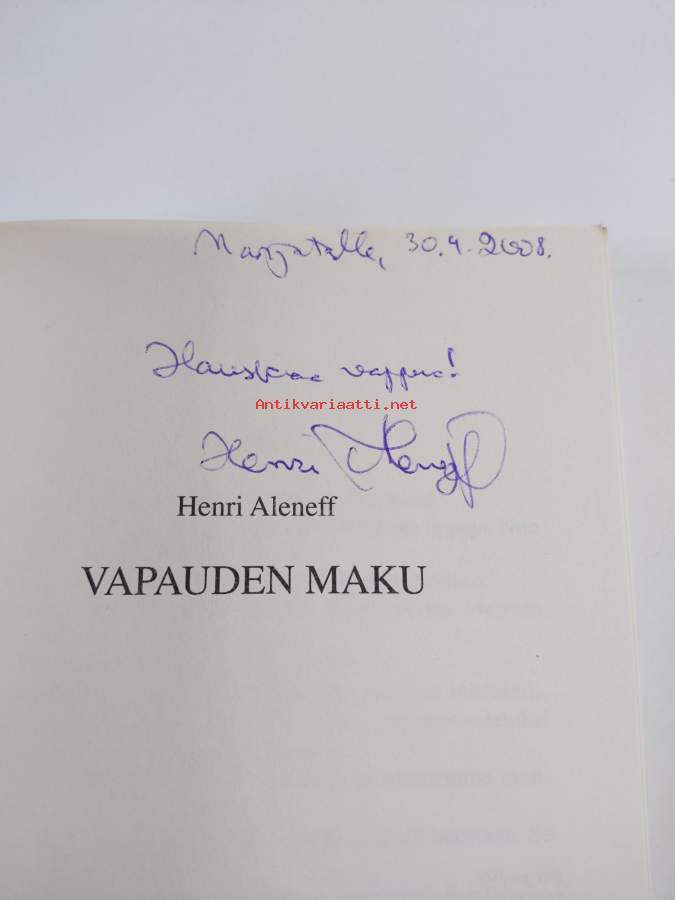 Marjatalle, 30.4.2008.
Hauskaa vappua!
Antikvariaatti.net
Henri Aleneff
Henri Aleneff
VAPAUDEN MAKU